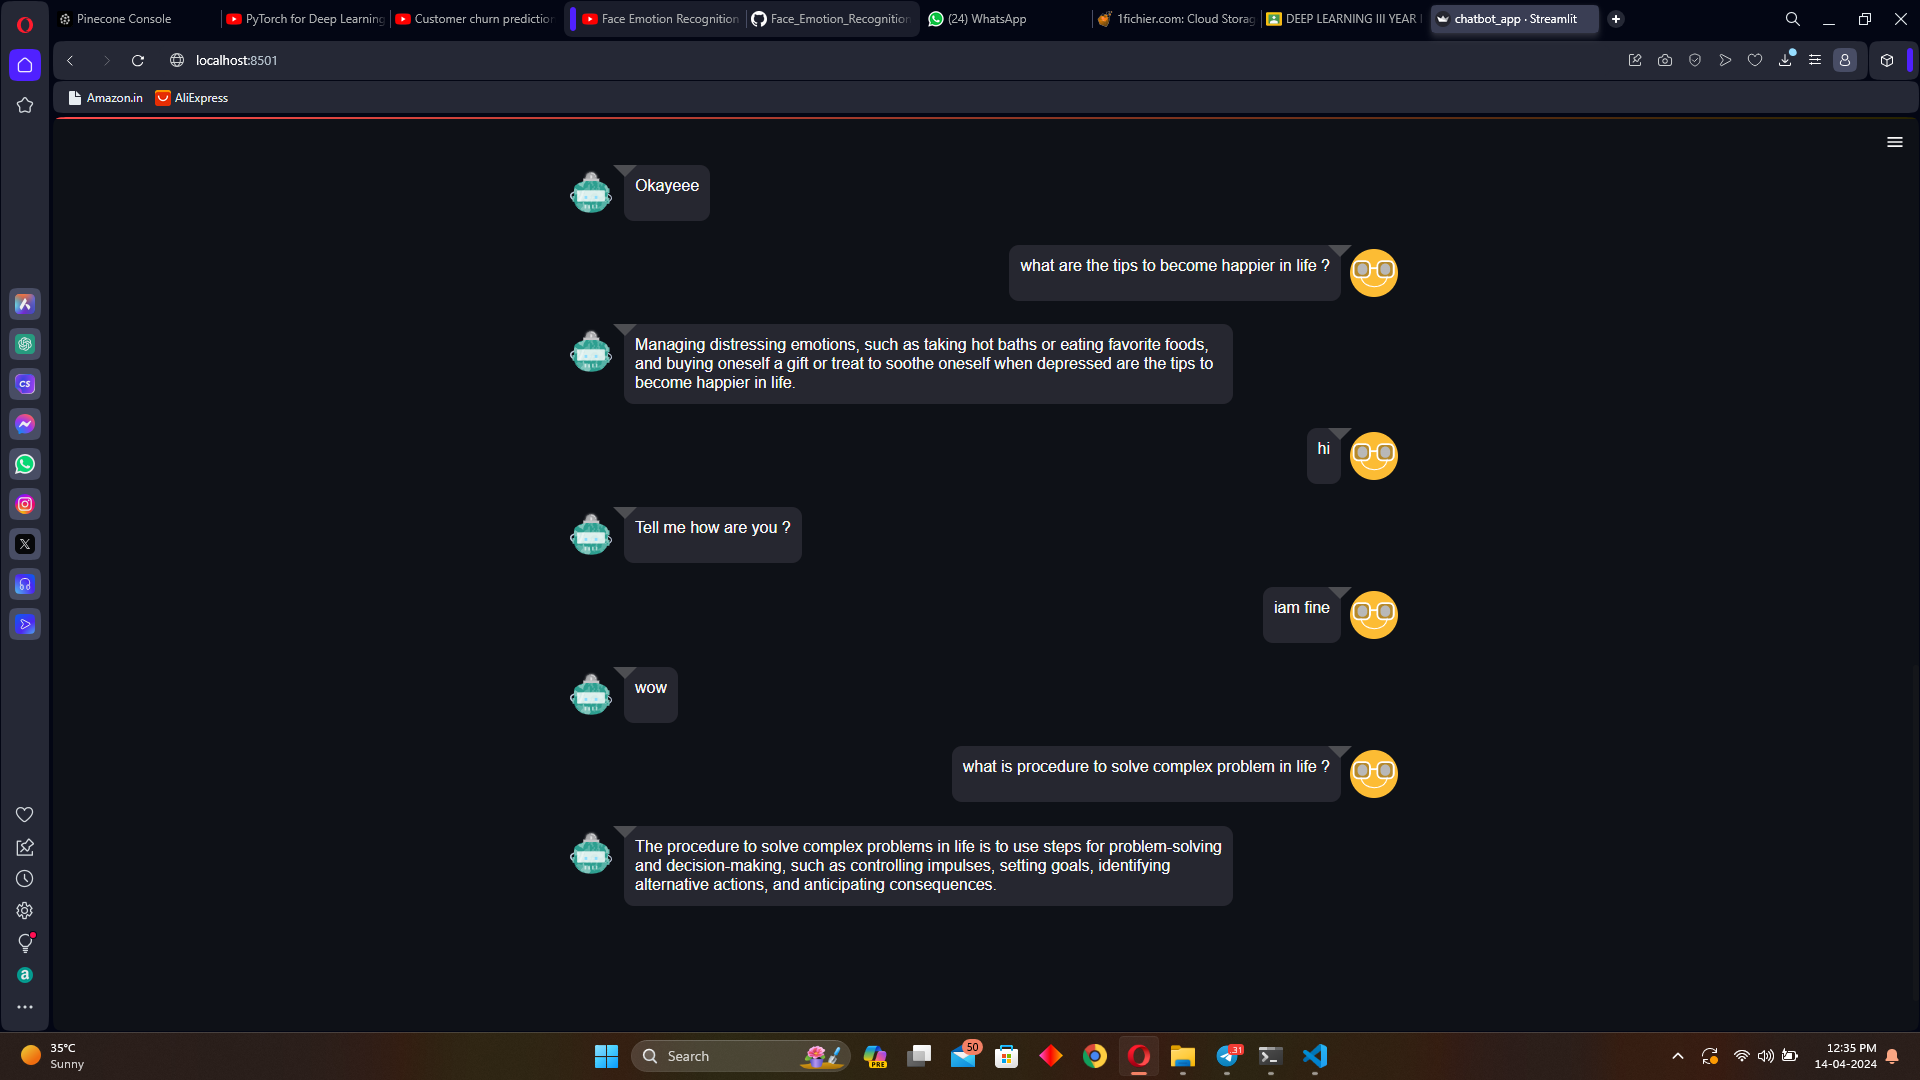 Pinecone Console
PyTorch for Deep Learning
Customer churn prediction
Face Emotion Recognition
Face_Emotion_Recognition
(24) WhatsApp
1fichier.com: Cloud Storag
DEEP LEARNING III YEAR
chatbot_app · Streamlit
localhost:8501
Amazon.in
AliExpress
Okayeee
what are the tips to become happier in life ?
Managing distressing emotions, such as taking hot baths or eating favorite foods,
and buying oneself a gift or treat to soothe oneself when depressed are the tips to
become happier in life.
hi
Tell me how are you ?
iam fine
wow
what is procedure to solve complex problem in life ?
The procedure to solve complex problems in life is to use steps for problem-solving
and decision-making, such as controlling impulses, setting goals, identifying
alternative actions, and anticipating consequences.
CS
a
35°C
Sunny
Search
PRE
50
31
12:35 PM
14-04-2024